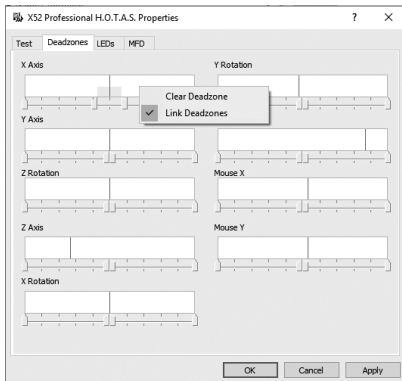 X52 Professional H.O.T.A.S. Properties
Test Deadzones LEDs MFD
X Axis Y Rotation
Clear Deadzone
Link Deadzones
Y Axis
Z Rotation Mouse X
Z Axis Mouse Y
X Rotation
OK Cancel Apply